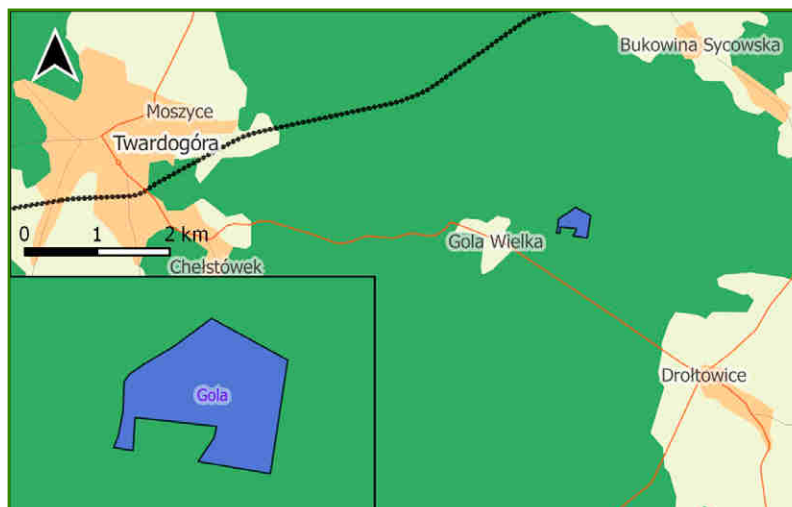 Bukowina Sycowska
Moszyce
Twardogóra
0 1 2 km
Gola Wielka
Chełstówek
Drołtowice
Gola